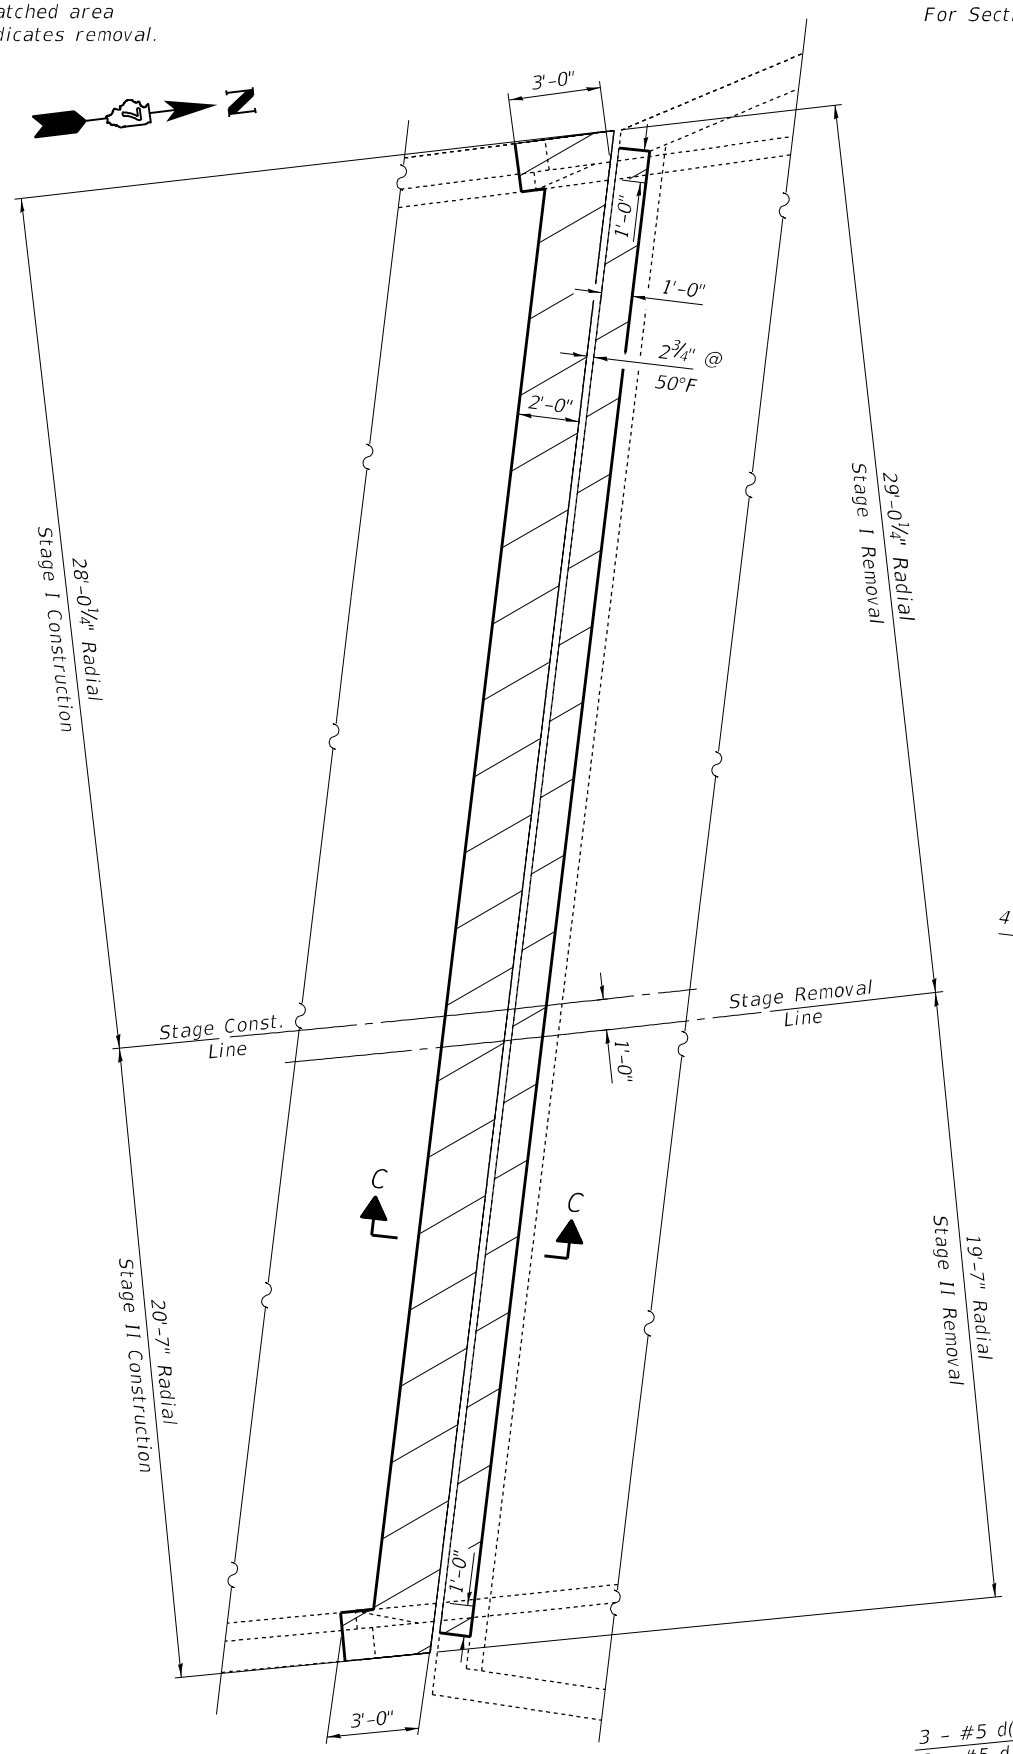 atched area
dicates removal.
For Secti
N
3'-0"
1'-0"
1'-0"
2¾" @
50°F
2'-0"
29'-0¼" Radial
Stage I Removal
28'-0¼" Radial
Stage I Construction
4
Stage Const.
Line
Stage Removal
Line
1'-0"
C
C
19'-7" Radial
Stage II Removal
20'-7" Radial
Stage II Construction
1'-0"
3'-0"
3 - #5 d(